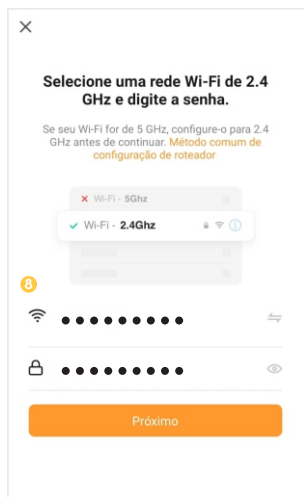 Selecione uma rede Wi-Fi de 2.4
GHz e digite a senha.
Se seu Wi-Fi for de 5 GHz, configure-o para 2.4
GHz antes de continuar. Método comum de
configuração de roteador
Wi-Fi - 5Ghz
Wi-Fi - 2.4Ghz
8
●●●●●●●●●
●●●●●●●●●
Próximo